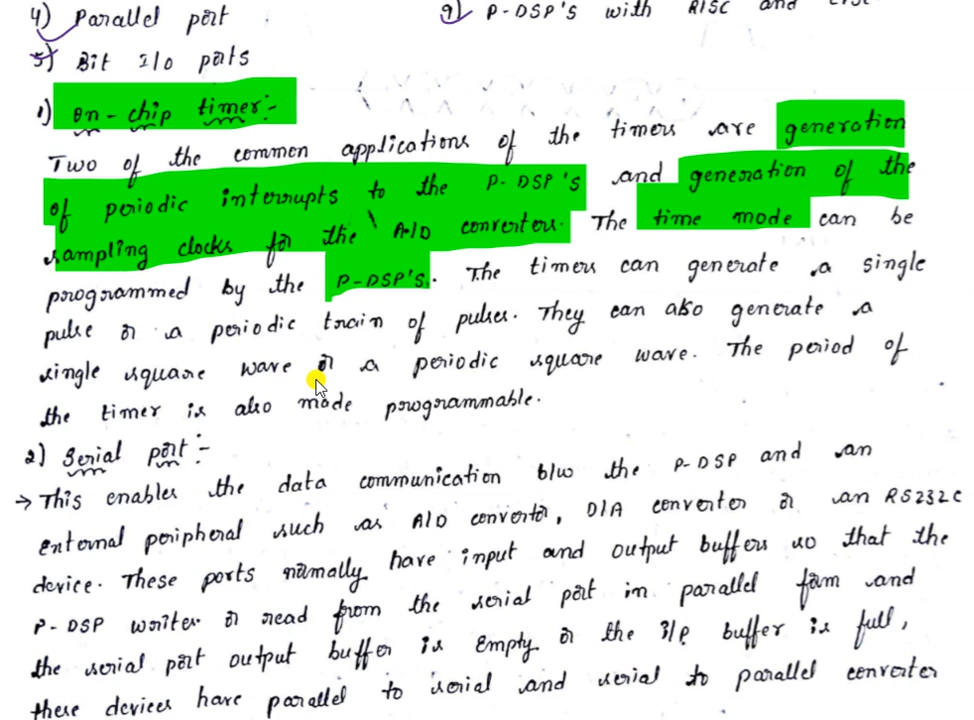 4) Parallel port
9) P-DSP's with RISC and
5) Bit I/o ports
1) on-chip timer:-
Two of the common applications of the timers are generation
of periodic interrupts to the P-DSP's and generation of the
sampling clocks for the A/D converters. The time mode can be
programmed by the P-DSP's. The timers can generate a single
pulse or a periodic train of pulses. They can also generate a
single square wave or a periodic square wave. The period of
the timer is also made programmable.
2) Serial port:-
→ This enables the data communication b/w the P-DSP and an
external peripheral such as A/D converter, D/A converter or an RS232C
device. These ports normally have input and output buffers so that the
P-DSP writes or read from the serial port in parallel form and
the serial port output buffer is Empty or the i/p buffer is full,
these devices have parallel to serial and serial to parallel converter